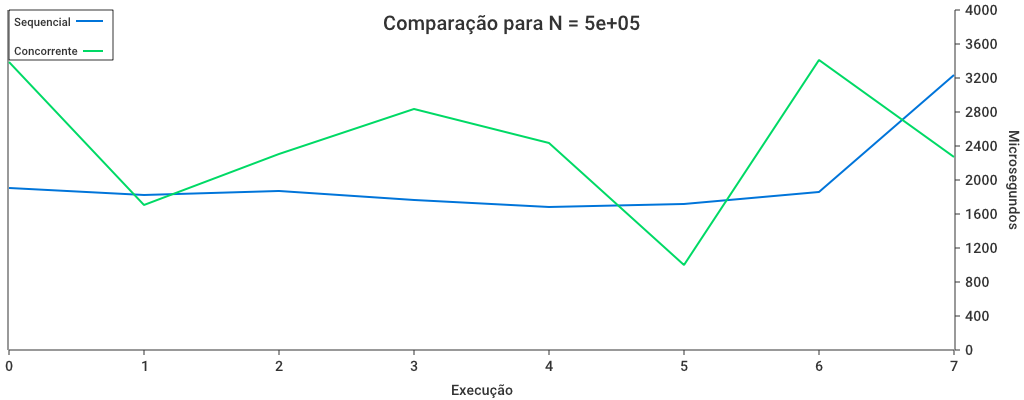 Comparação para N = 5e+05
Sequencial
Concorrente
4000
3600
3200
2800
2400
2000
1600
1200
800
400
0
Microsegundos
0 1 2 3 4 5 6 7
Execução